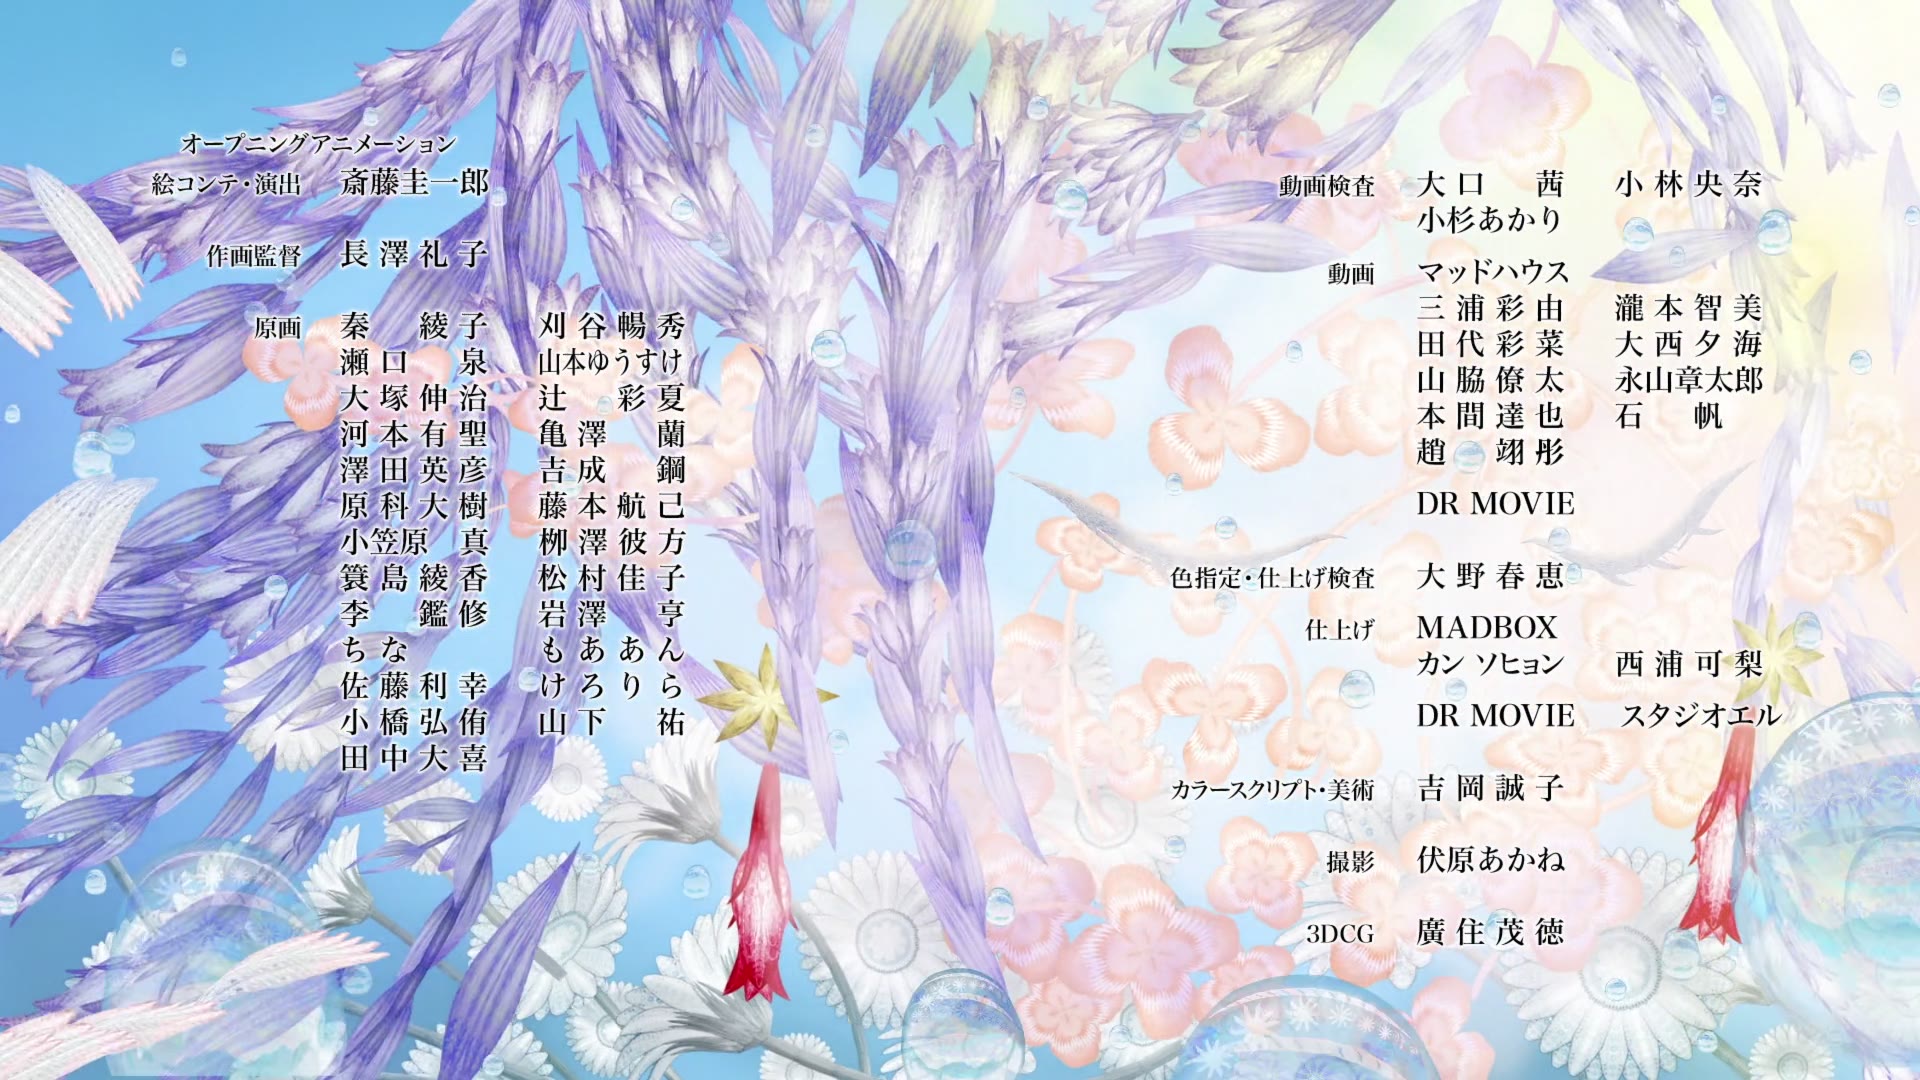 オープニングアニメーション
絵コンテ・演出 斎藤圭一郎
作画監督 長澤礼子
原画 秦 綾子 刈谷暢秀
瀬口 泉 山本ゆうすけ
大塚伸治 辻 彩夏
河本有聖 亀澤 蘭
澤田英彦 吉成 鋼
原科大樹 藤本航己
小笠原 真 栁澤彼方
簑島綾香 松村佳子
李 鑑修 岩澤 亨
ちな もああん
佐藤利幸 けろりら
小橋弘侑 山下 祐
田中大喜
動画検査 大口 茜 小林央奈
小杉あかり
動画 マッドハウス
三浦彩由 瀧本智美
田代彩菜 大西夕海
山脇僚太 永山章太郎
本間達也 石 帆
趙 翊彤
DR MOVIE
色指定・仕上げ検査 大野春恵
仕上げ MADBOX
カン ソヒョン 西浦可梨
DR MOVIE スタジオエル
カラースクリプト・美術 吉岡誠子
撮影 伏原あかね
3DCG 廣住茂徳